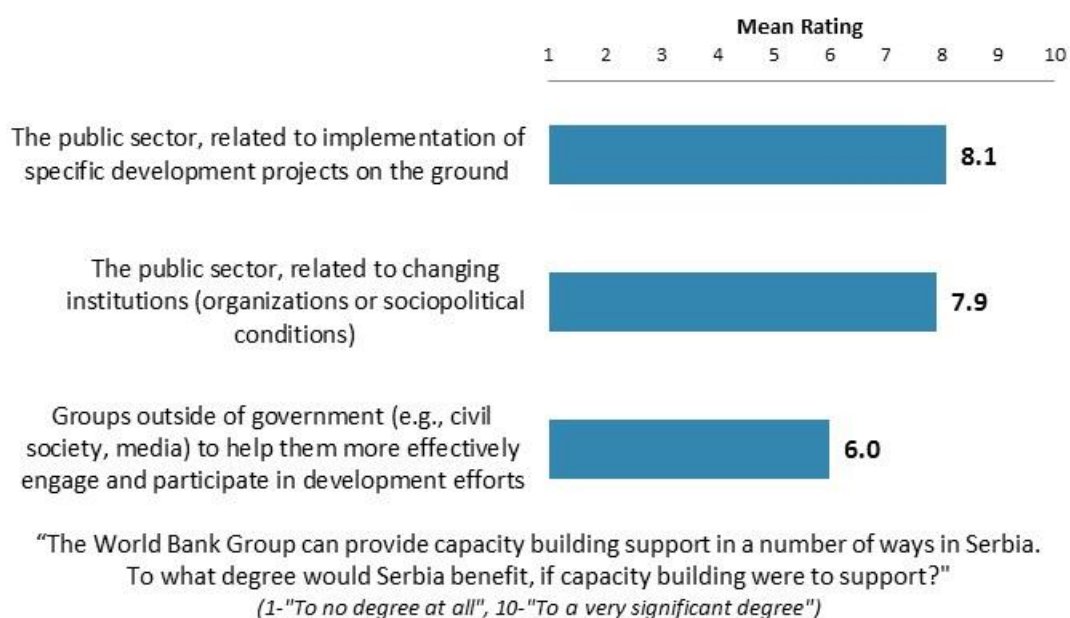 Mean Rating
1 2 3 4 5 6 7 8 9 10
The public sector, related to implementation of
specific development projects on the ground
8.1
The public sector, related to changing
institutions (organizations or sociopolitical
conditions)
7.9
Groups outside of government (e.g., civil
society, media) to help them more effectively
engage and participate in development efforts
6.0
“The World Bank Group can provide capacity building support in a number of ways in Serbia.
To what degree would Serbia benefit, if capacity building were to support?"
(1-"To no degree at all", 10-"To a very significant degree")